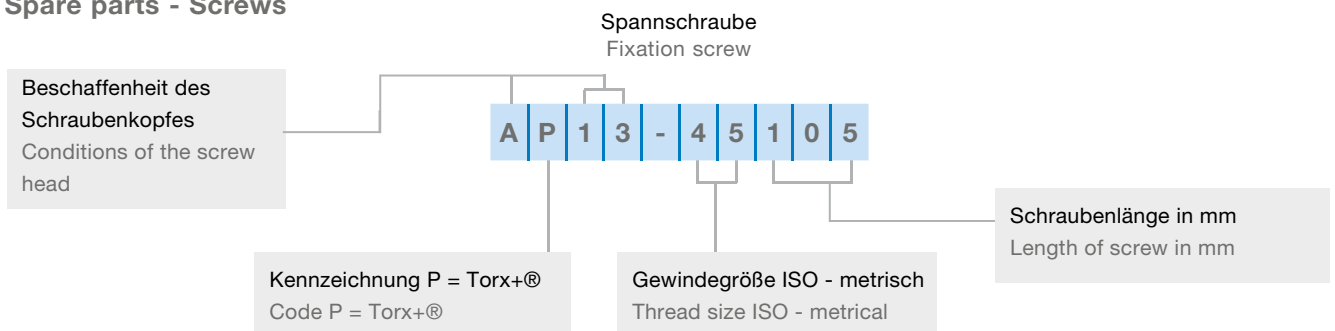 Spare parts - Screws
Spannschraube
Fixation screw
Beschaffenheit des
Schraubenkopfes
Conditions of the screw
head
A P 1 3 - 4 5 1 0 5
Schraubenlänge in mm
Length of screw in mm
Kennzeichnung P = Torx+®
Code P = Torx+®
Gewindegröße ISO - metrisch
Thread size ISO - metrical